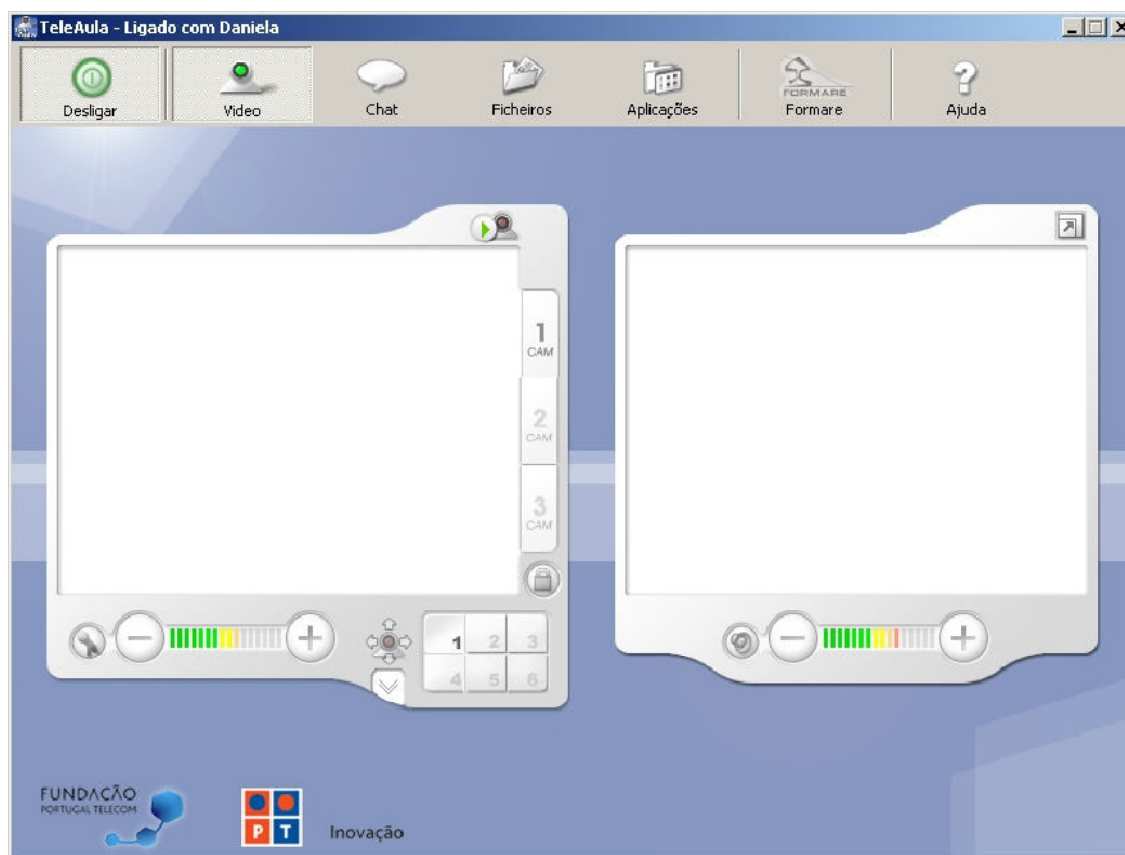 TeleAula - Ligado com Daniela
Desligar
Video
Chat
Ficheiros
Aplicações
FORMARE
Formare
?
Ajuda
1
CAM
2
CAM
3
CAM
1 2 3
4 5 6
FUNDAÇÃO
PORTUGAL TELECOM
P T
Inovação